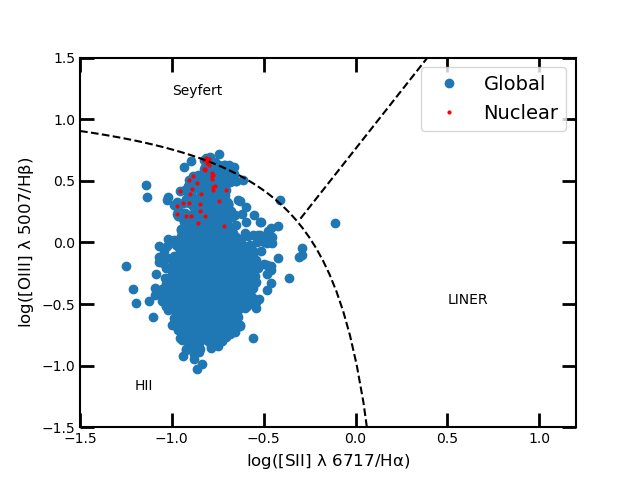 1.5
1.0
0.5
0.0
−0.5
−1.0
−1.5
log([OIII] λ 5007/Hβ)
Seyfert
Global
Nuclear
LINER
HII
−1.5 −1.0 −0.5 0.0 0.5 1.0
log([SII] λ 6717/Hα)